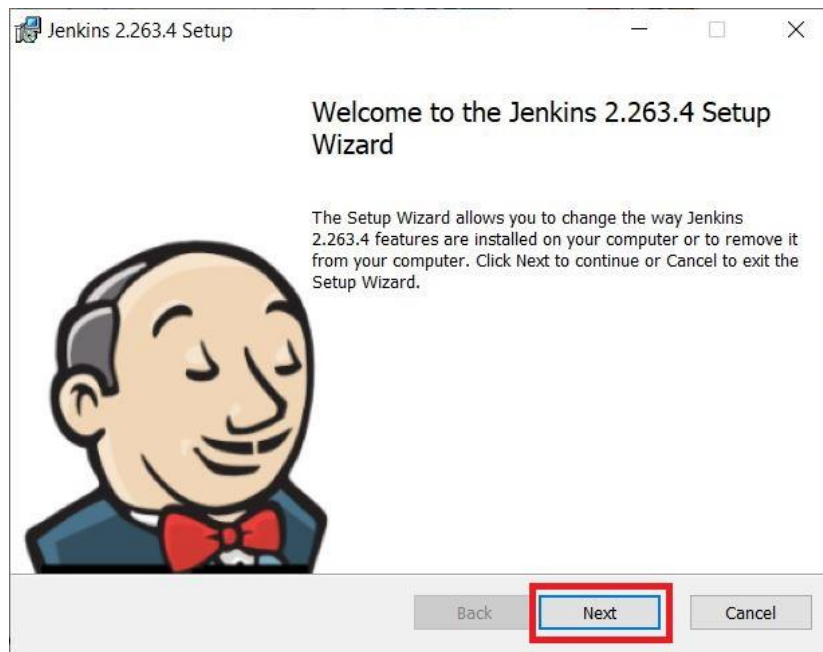 Jenkins 2.263.4 Setup
Welcome to the Jenkins 2.263.4 Setup
Wizard
The Setup Wizard allows you to change the way Jenkins
2.263.4 features are installed on your computer or to remove it
from your computer. Click Next to continue or Cancel to exit the
Setup Wizard.
Back Next Cancel